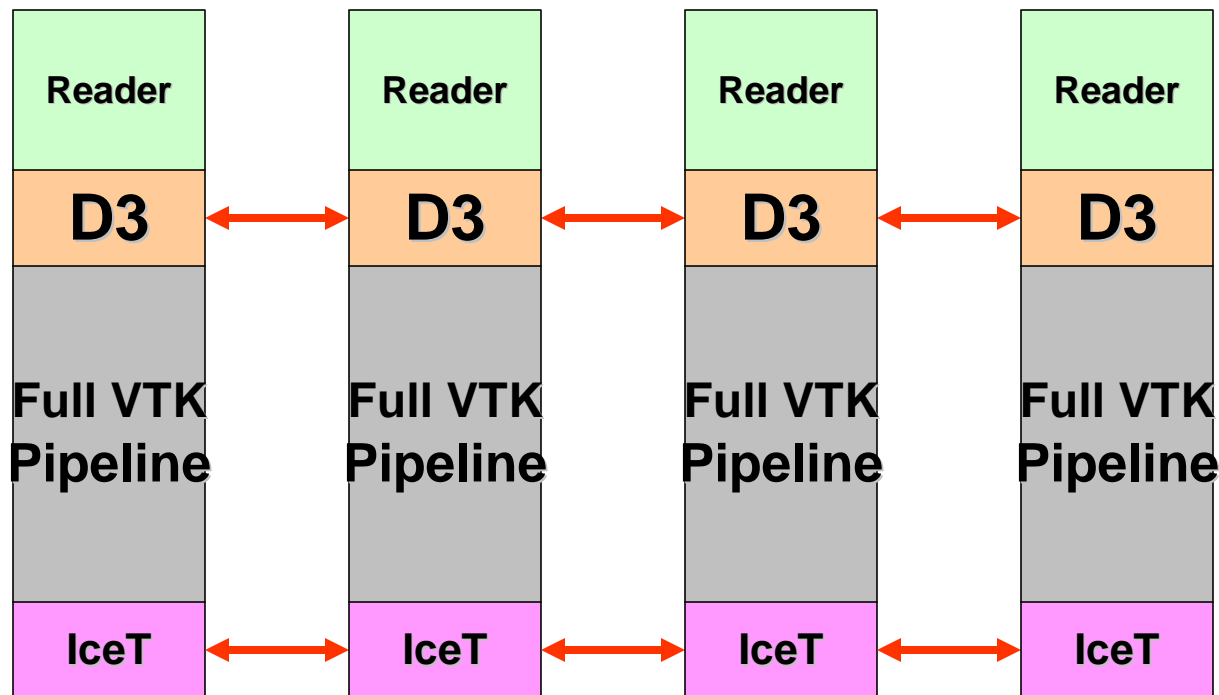 Reader Reader Reader Reader
D3 D3 D3 D3
Full VTK Full VTK Full VTK Full VTK
Pipeline Pipeline Pipeline Pipeline
IceT IceT IceT IceT